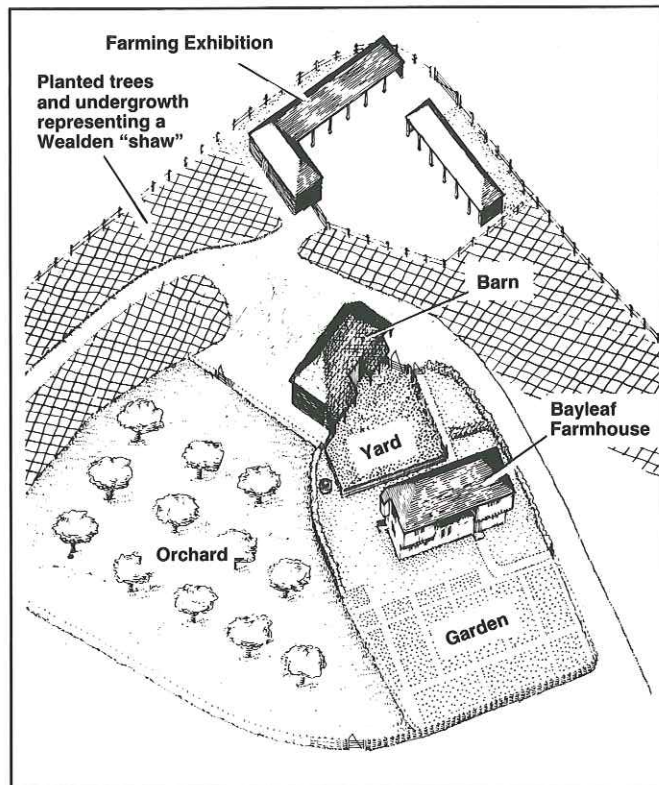 Farming Exhibition
Planted trees
and undergrowth
representing a
Wealden “shaw”
Barn
Bayleaf
Farmhouse
Yard
Orchard
Garden